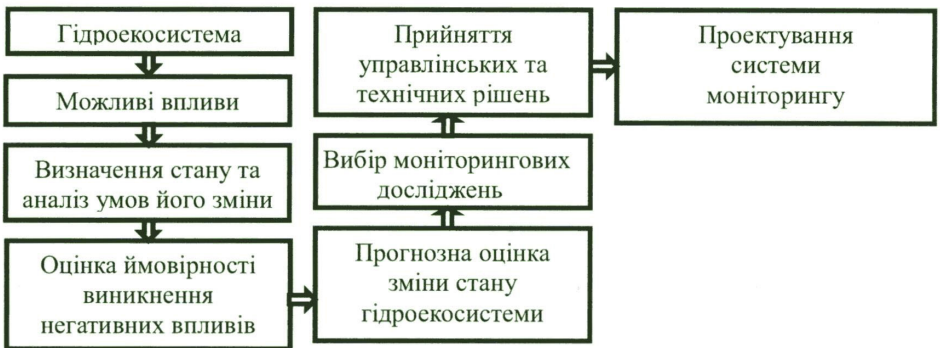 Гідроекосистема
Можливі впливи
Визначення стану та
аналіз умов його зміни
Оцінка ймовірності
виникнення
негативних впливів
Прогнозна оцінка
зміни стану
гідроекосистеми
Вибір моніторингових
досліджень
Прийняття
управлінських та
технічних рішень
Проектування
системи
моніторингу